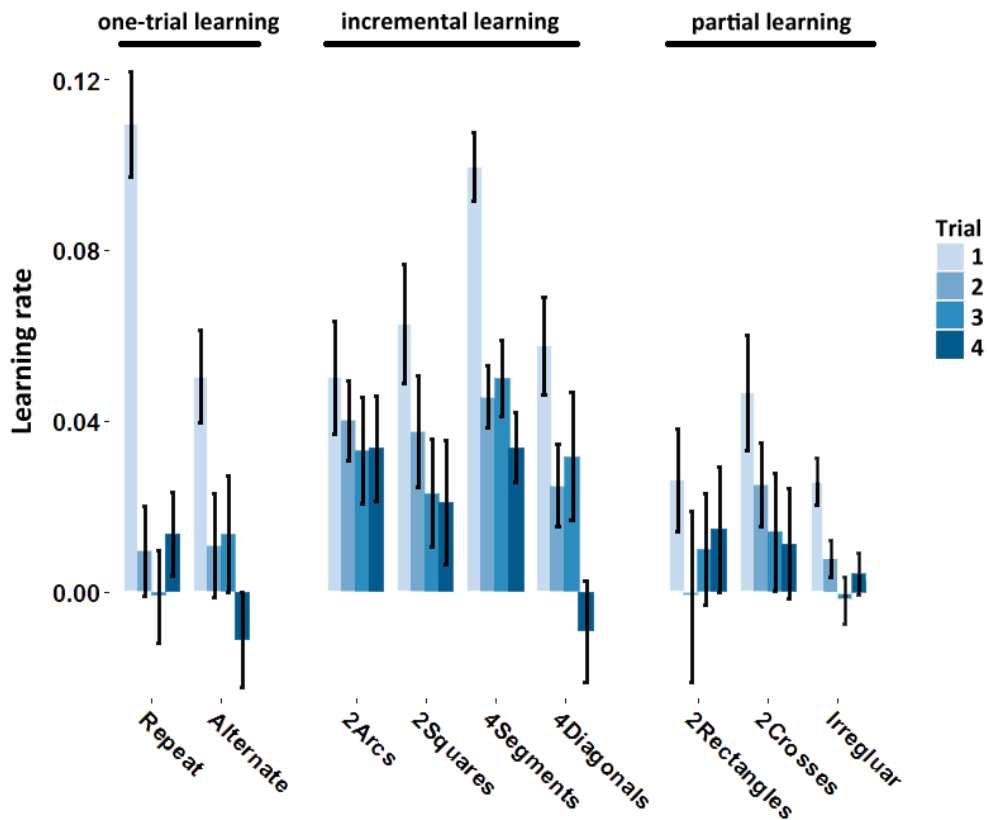 one-trial learning
incremental learning
partial learning
0.12
0.08
0.04
0.00
Learning rate
Trial
1
2
3
4
Repeat
Alternate
2Arcs
2Squares
4Segments
4Diagonals
2Rectangles
2Crosses
Irregluar